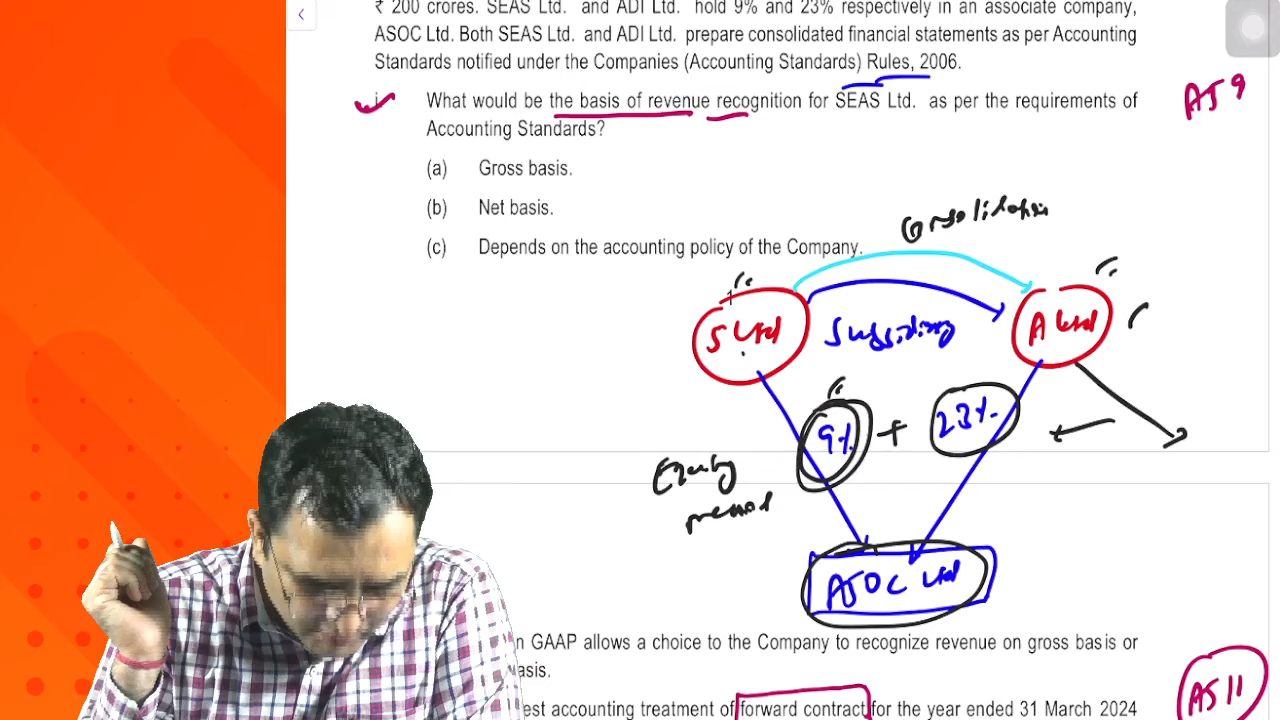 ₹ 200 crores. SEAS Ltd. and ADI Ltd. hold 9% and 23% respectively in an associate company,
ASOC Ltd. Both SEAS Ltd. and ADI Ltd. prepare consolidated financial statements as per Accounting
Standards notified under the Companies (Accounting Standards) Rules, 2006.
i. What would be the basis of revenue recognition for SEAS Ltd. as per the requirements of
Accounting Standards?
AS 9
(a) Gross basis.
(b) Net basis.
(c) Depends on the accounting policy of the Company.
Consolidation
S Ltd
Subsidiary
A Ltd
9% + 23%
Equity
method
ASOC Ltd
n GAAP allows a choice to the Company to recognize revenue on gross basis or
asis.
est accounting treatment of forward contract for the year ended 31 March 2024
AS 11